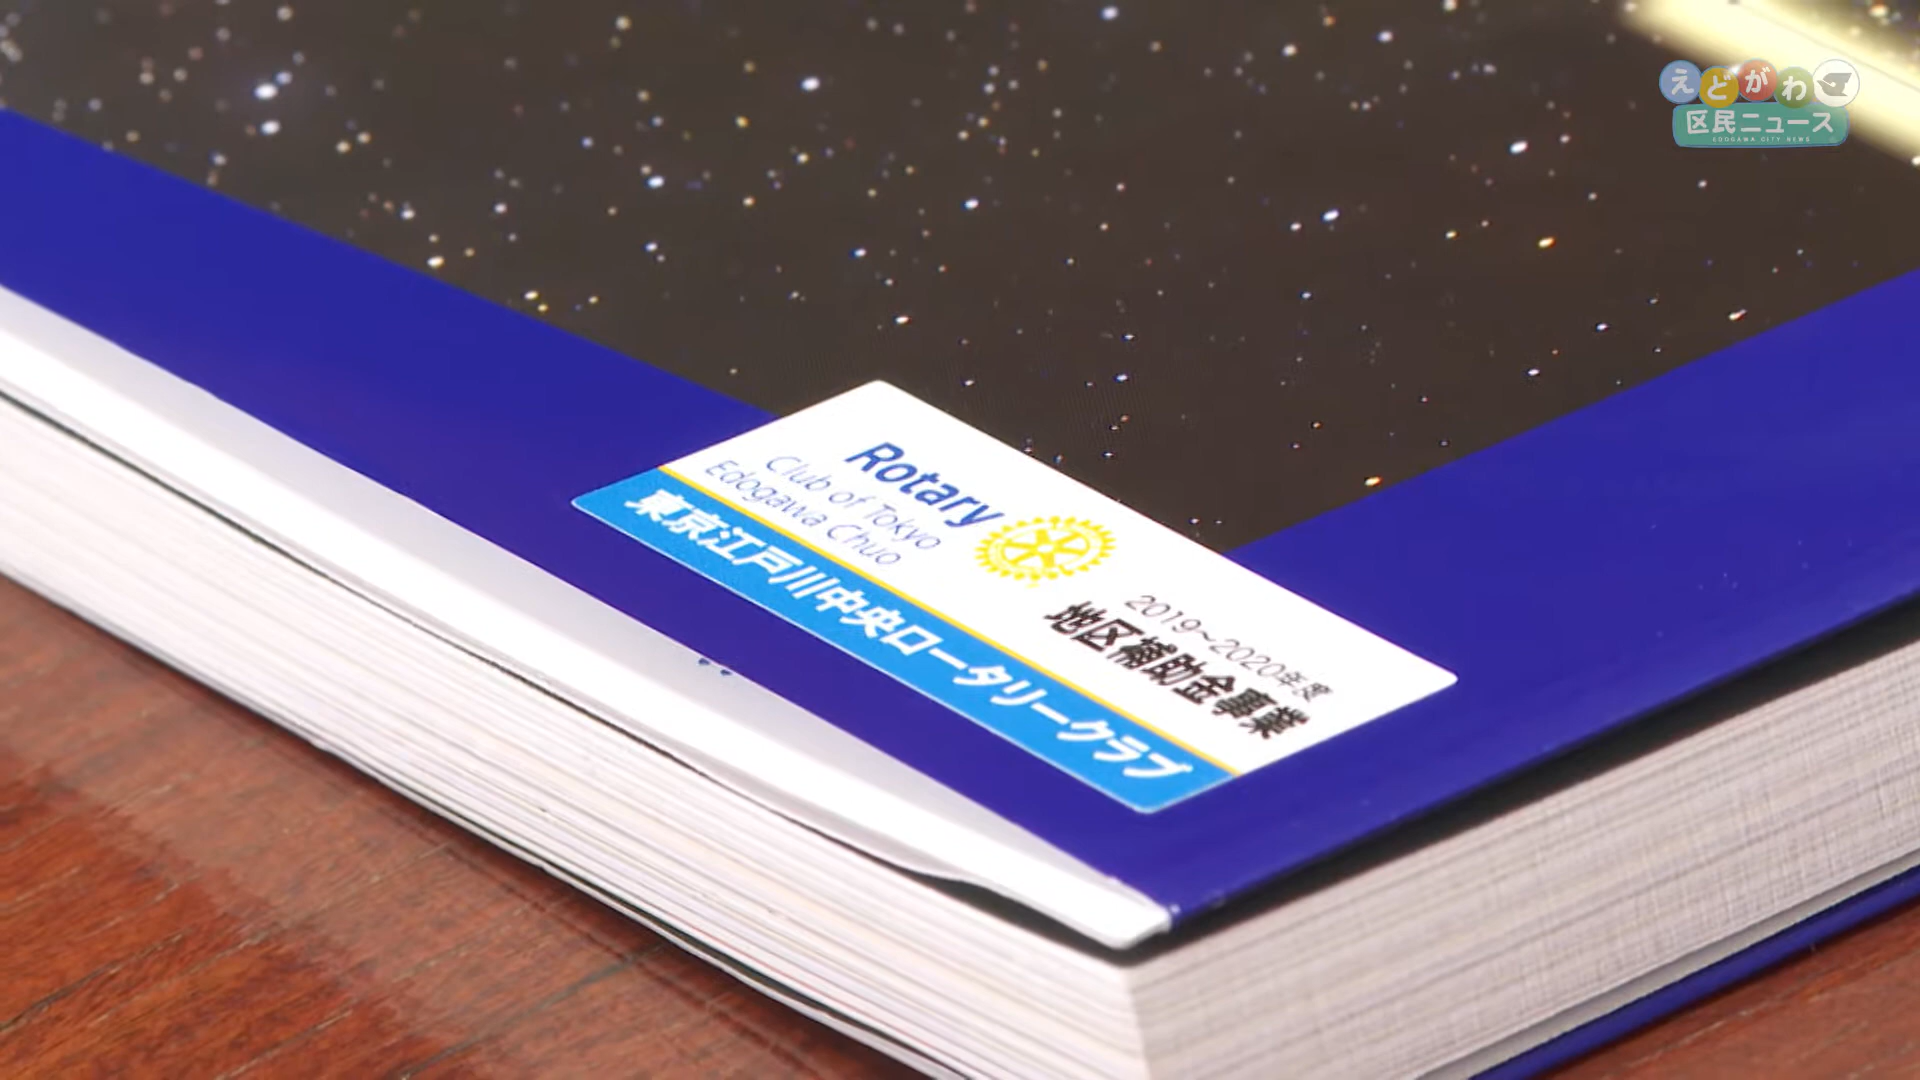 えどがわ
区民ニュース
EDOGAWA CITY NEWS
Rotary
Club of Tokyo
Edogawa Chuo
2019~2020年度
地区補助金事業
東京江戸川中央ロータリークラブ